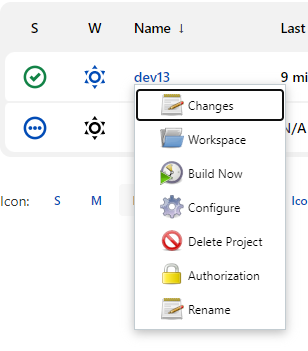 S W Name ↓ Last
dev13 9 mi
Changes
N/A
Workspace
Build Now
Icon: S M Ico
Configure
Delete Project
Authorization
Rename